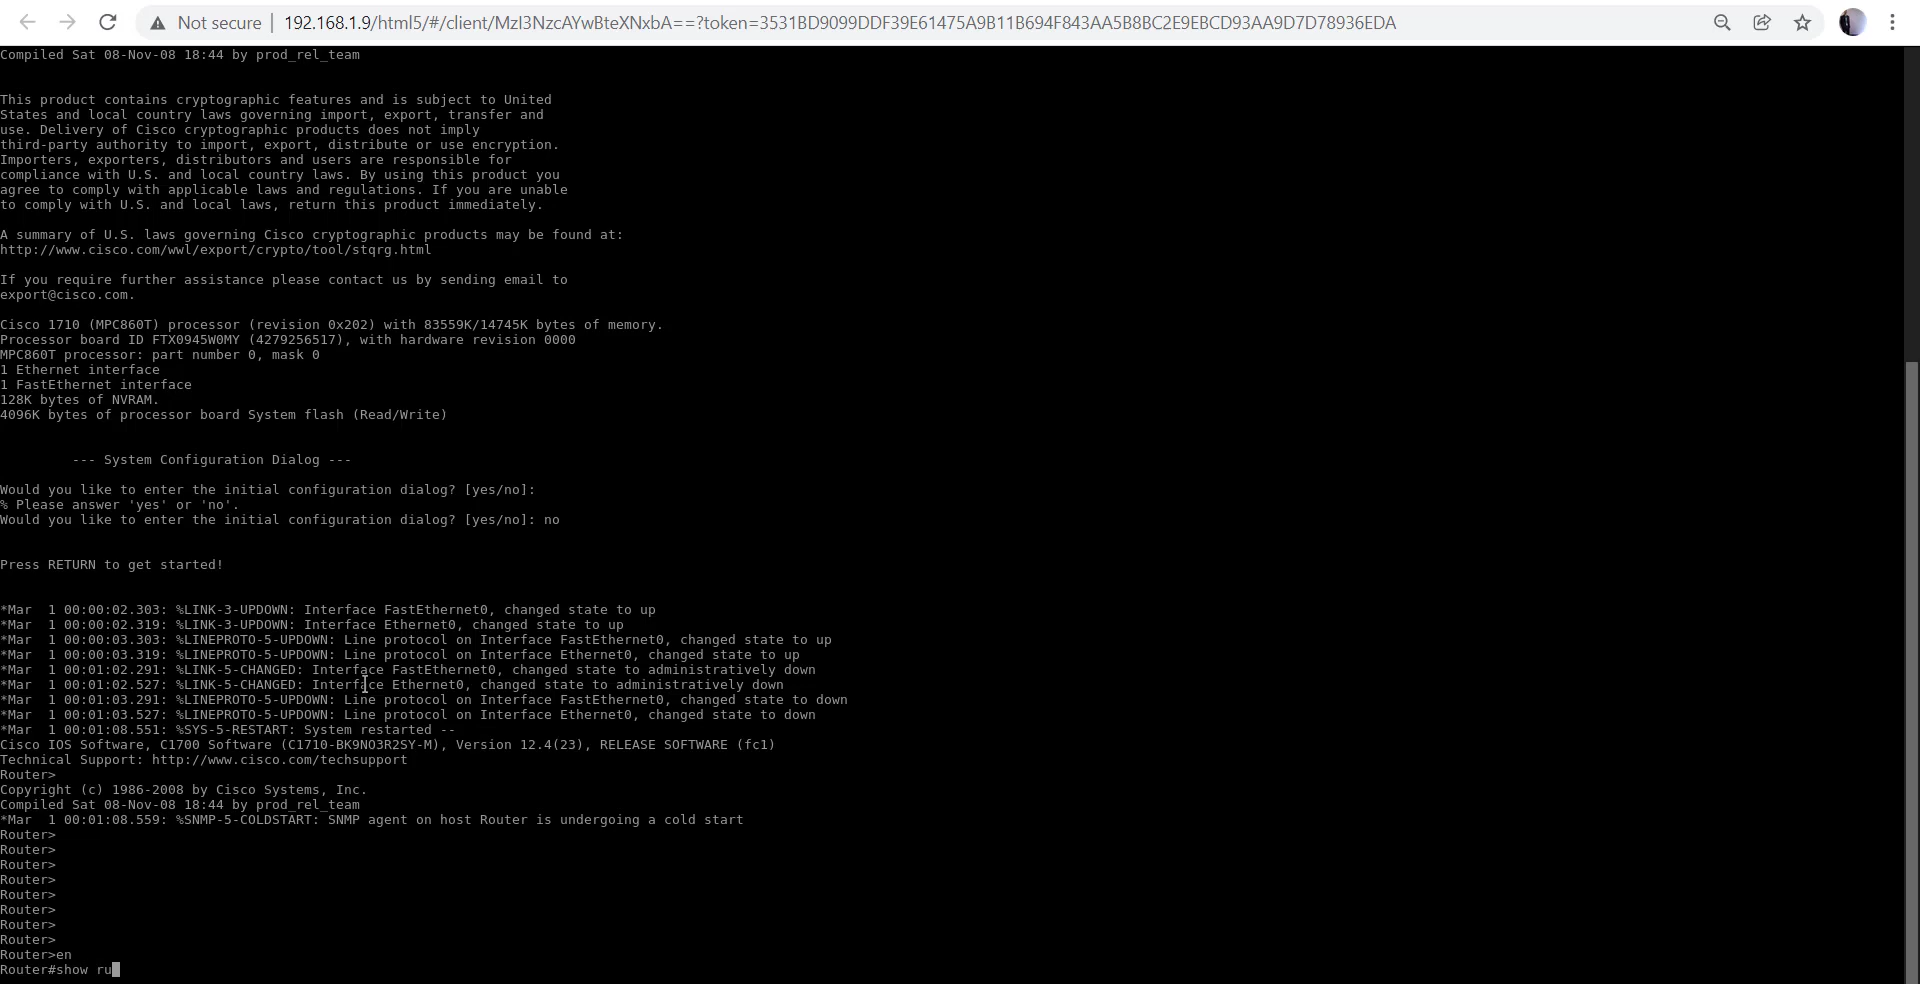 Not secure | 192.168.1.9/html5/#/client/MzI3NzcAYwBteXNxbA==?token=3531BD9099DDF39E61475A9B11B694F843AA5B8BC2E9EBCD93AA9D7D78936EDA
Compiled Sat 08-Nov-08 18:44 by prod_rel_team
This product contains cryptographic features and is subject to United
States and local country laws governing import, export, transfer and
use. Delivery of Cisco cryptographic products does not imply
third-party authority to import, export, distribute or use encryption.
Importers, exporters, distributors and users are responsible for
compliance with U.S. and local country laws. By using this product you
agree to comply with applicable laws and regulations. If you are unable
to comply with U.S. and local laws, return this product immediately.
A summary of U.S. laws governing Cisco cryptographic products may be found at:
http://www.cisco.com/wwl/export/crypto/tool/stqrg.html
If you require further assistance please contact us by sending email to
export@cisco.com.
Cisco 1710 (MPC860T) processor (revision 0x202) with 83559K/14745K bytes of memory.
Processor board ID FTX0945W0MY (4279256517), with hardware revision 0000
MPC860T processor: part number 0, mask 0
1 Ethernet interface
1 FastEthernet interface
128K bytes of NVRAM.
4096K bytes of processor board System flash (Read/Write)
--- System Configuration Dialog ---
Would you like to enter the initial configuration dialog? [yes/no]:
% Please answer 'yes' or 'no'.
Would you like to enter the initial configuration dialog? [yes/no]: no
Press RETURN to get started!
*Mar  1 00:00:02.303: %LINK-3-UPDOWN: Interface FastEthernet0, changed state to up
*Mar  1 00:00:02.319: %LINK-3-UPDOWN: Interface Ethernet0, changed state to up
*Mar  1 00:00:03.303: %LINEPROTO-5-UPDOWN: Line protocol on Interface FastEthernet0, changed state to up
*Mar  1 00:00:03.319: %LINEPROTO-5-UPDOWN: Line protocol on Interface Ethernet0, changed state to up
*Mar  1 00:01:02.291: %LINK-5-CHANGED: Interface FastEthernet0, changed state to administratively down
*Mar  1 00:01:02.527: %LINK-5-CHANGED: Interface Ethernet0, changed state to administratively down
*Mar  1 00:01:03.291: %LINEPROTO-5-UPDOWN: Line protocol on Interface FastEthernet0, changed state to down
*Mar  1 00:01:03.527: %LINEPROTO-5-UPDOWN: Line protocol on Interface Ethernet0, changed state to down
*Mar  1 00:01:08.551: %SYS-5-RESTART: System restarted --
Cisco IOS Software, C1700 Software (C1710-BK9NO3R2SY-M), Version 12.4(23), RELEASE SOFTWARE (fc1)
Technical Support: http://www.cisco.com/techsupport
Router>
Copyright (c) 1986-2008 by Cisco Systems, Inc.
Compiled Sat 08-Nov-08 18:44 by prod_rel_team
*Mar  1 00:01:08.559: %SNMP-5-COLDSTART: SNMP agent on host Router is undergoing a cold start
Router>
Router>
Router>
Router>
Router>
Router>
Router>
Router>
Router>en
Router#show ru